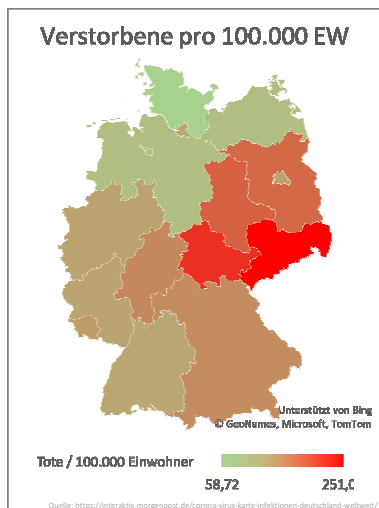 Verstorbene pro 100.000 EW
Unterstützt von Bing
© GeoNames, Microsoft, TomTom
Tote / 100.000 Einwohner
58,72 251,0
Quelle: https://interaktiv.morgenpost.de/corona-virus-karte-infektionen-deutschland-weltweit/